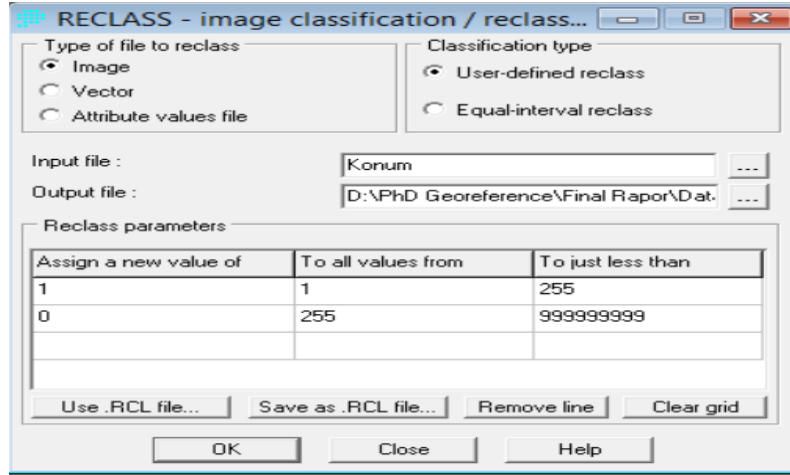 RECLASS - image classification / reclass...
Type of file to reclass
Image
Vector
Attribute values file
Classification type
User-defined reclass
Equal-interval reclass
Input file :
Konum
...
Output file :
D:\PhD Georeference\Final Rapor\Dat
...
Reclass parameters
Assign a new value of To all values from To just less than
1 1 255
0 255 999999999
Use .RCL file... Save as .RCL file... Remove line Clear grid
OK Close Help